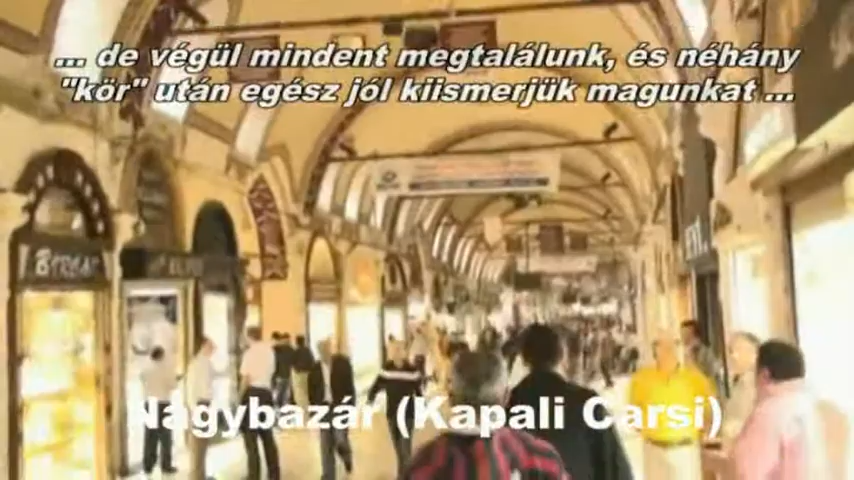 ... de végül mindent megtalálunk, és néhány
"kör" után egész jól kiismerjük magunkat ...
Nagybazár (Kapali Carsi)